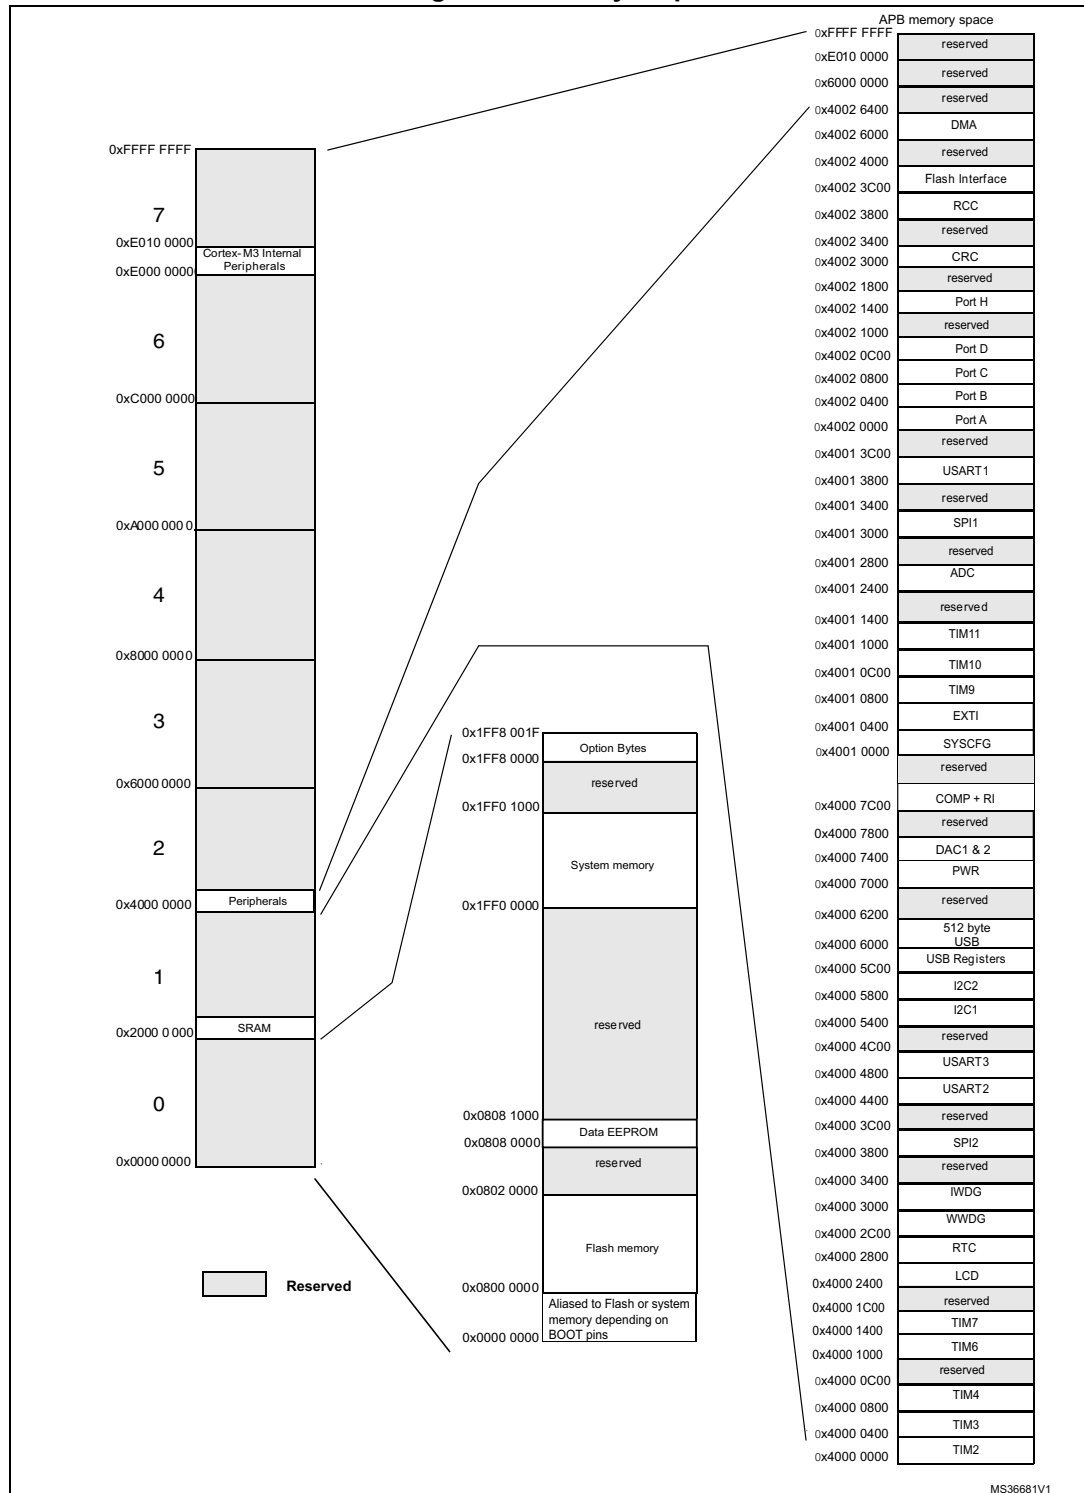 APB memory space
0xFFFF FFFF
reserved
0xE010 0000
reserved
0x6000 0000
reserved
0x4002 6400
DMA
0x4002 6000
reserved
0x4002 4000
Flash Interface
0x4002 3C00
RCC
0x4002 3800
reserved
0x4002 3400
CRC
0x4002 3000
reserved
0x4002 1800
Port H
0x4002 1400
reserved
0x4002 1000
Port D
0x4002 0C00
Port C
0x4002 0800
Port B
0x4002 0400
Port A
0x4002 0000
reserved
0x4001 3C00
USART1
0x4001 3800
reserved
0x4001 3400
SPI1
0x4001 3000
reserved
0x4001 2800
ADC
0x4001 2400
reserved
0x4001 1400
TIM11
0x4001 1000
TIM10
0x4001 0C00
TIM9
0x4001 0800
EXTI
0x4001 0400
SYSCFG
0x4001 0000
reserved
COMP + RI
0x4000 7C00
reserved
0x4000 7800
DAC1 & 2
0x4000 7400
PWR
0x4000 7000
reserved
0x4000 6200
512 byte
USB
0x4000 6000
USB Registers
0x4000 5C00
I2C2
0x4000 5800
I2C1
0x4000 5400
reserved
0x4000 4C00
USART3
0x4000 4800
USART2
0x4000 4400
reserved
0x4000 3C00
SPI2
0x4000 3800
reserved
0x4000 3400
IWDG
0x4000 3000
WWDG
0x4000 2C00
RTC
0x4000 2800
LCD
0x4000 2400
reserved
0x4000 1C00
TIM7
0x4000 1400
TIM6
0x4000 1000
reserved
0x4000 0C00
TIM4
0x4000 0800
TIM3
0x4000 0400
TIM2
0x4000 0000
0xFFFF FFFF
7
0xE010 0000
Cortex-M3 Internal
Peripherals
0xE000 0000
6
0xC000 0000
5
0xA000 0000
4
0x8000 0000
3
0x6000 0000
2
0x4000 0000
Peripherals
1
0x2000 0000
SRAM
0
0x0000 0000
Reserved
0x1FF8 001F
Option Bytes
0x1FF8 0000
reserved
0x1FF0 1000
System memory
0x1FF0 0000
reserved
0x0808 1000
Data EEPROM
0x0808 0000
reserved
0x0802 0000
Flash memory
0x0800 0000
Aliased to Flash or system
memory depending on
BOOT pins
0x0000 0000
MS36681V1